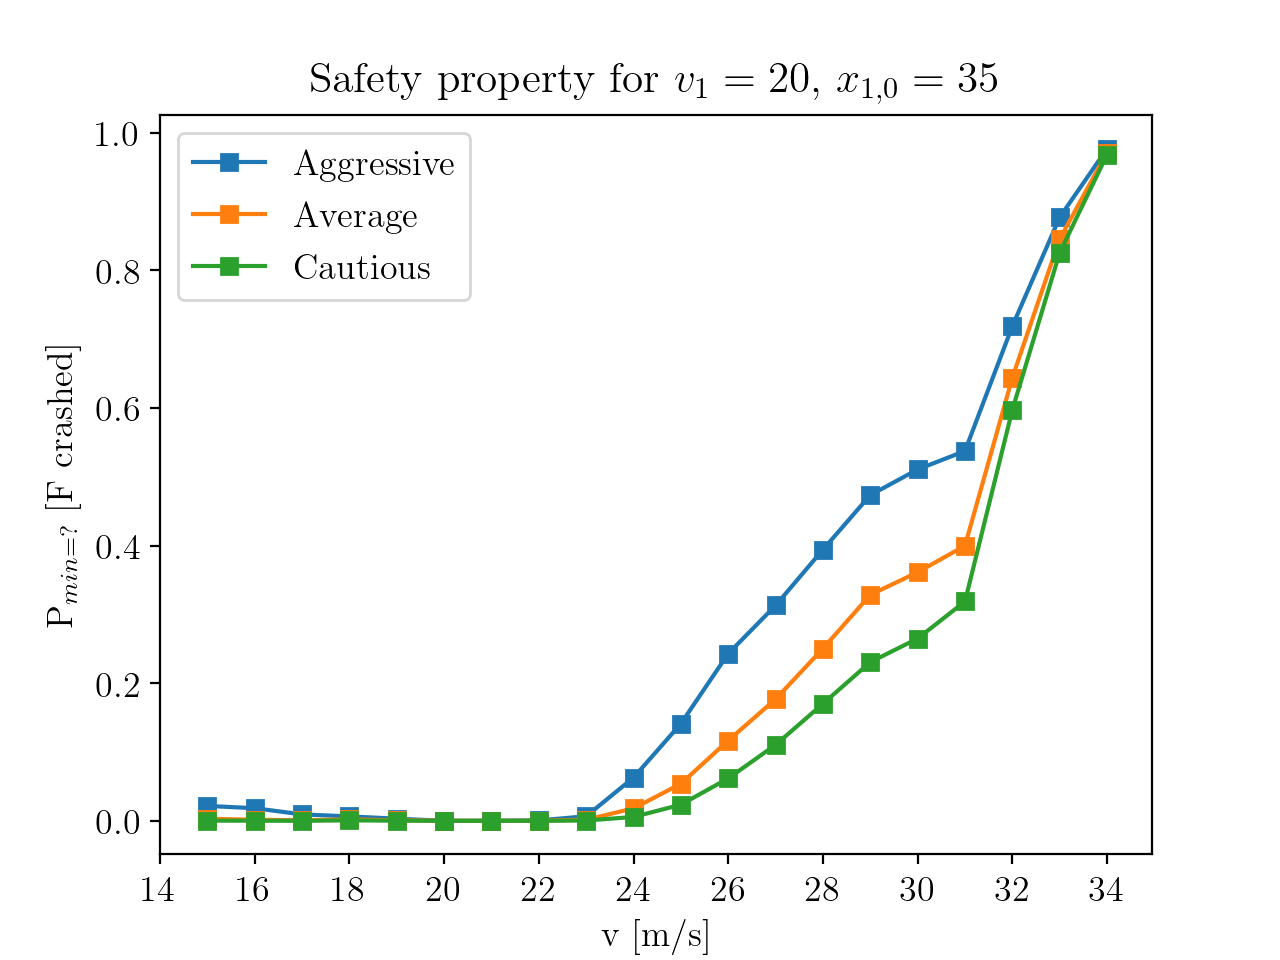 Safety property for v₁ = 20, x₁,₀ = 35
Aggressive
Average
Cautious
P_min=? [F crashed]
1.0
0.8
0.6
0.4
0.2
0.0
14 16 18 20 22 24 26 28 30 32 34
v [m/s]